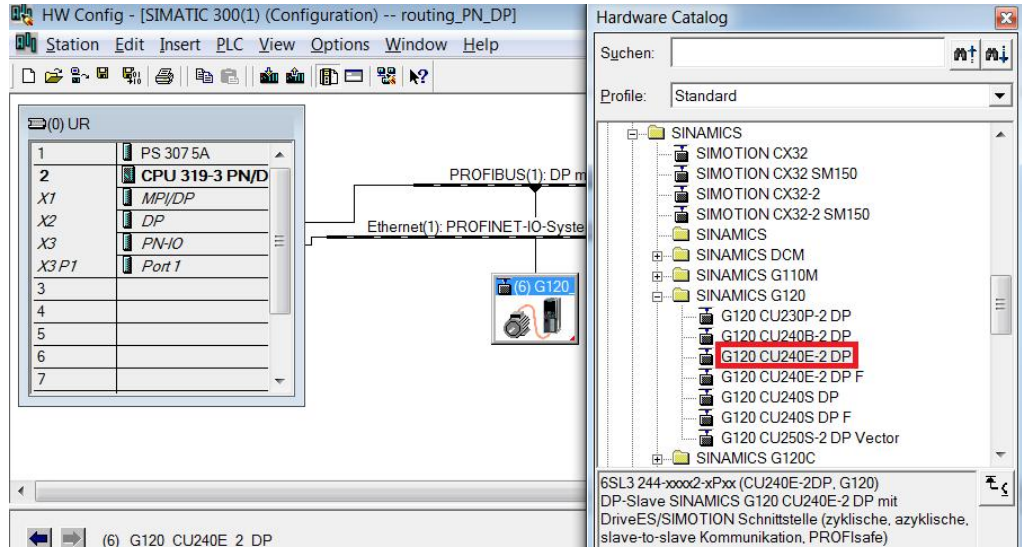 HW Config - [SIMATIC 300(1) (Configuration) -- routing_PN_DP]
Station Edit Insert PLC View Options Window Help
(0) UR
1 PS 307 5A
2 CPU 319-3 PN/D
X1 MPI/DP
X2 DP
X3 PN-IO
X3 P1 Port 1
3
4
5
6
7
PROFIBUS(1): DP m
Ethernet(1): PROFINET-IO-Syste
(6) G120_
(6) G120_CU240E_2_DP
Hardware Catalog
Suchen:
Profile: Standard
SINAMICS
SIMOTION CX32
SIMOTION CX32 SM150
SIMOTION CX32-2
SIMOTION CX32-2 SM150
SINAMICS
SINAMICS DCM
SINAMICS G110M
SINAMICS G120
G120 CU230P-2 DP
G120 CU240B-2 DP
G120 CU240E-2 DP
G120 CU240E-2 DP F
G120 CU240S DP
G120 CU240S DP F
G120 CU250S-2 DP Vector
SINAMICS G120C
6SL3 244-xxxx2-xPxx (CU240E-2DP, G120)
DP-Slave SINAMICS G120 CU240E-2 DP mit
DriveES/SIMOTION Schnittstelle (zyklische, azyklische,
slave-to-slave Kommunikation, PROFIsafe)